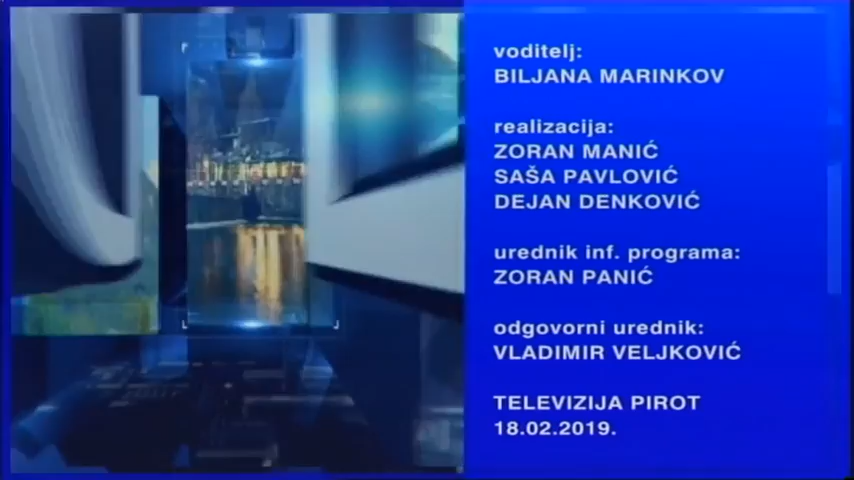 voditelj:
BILJANA MARINKOV
realizacija:
ZORAN MANIĆ
SAŠA PAVLOVIĆ
DEJAN DENKOVIĆ
urednik inf. programa:
ZORAN PANIĆ
odgovorni urednik:
VLADIMIR VELJKOVIĆ
TELEVIZIJA PIROT
18.02.2019.